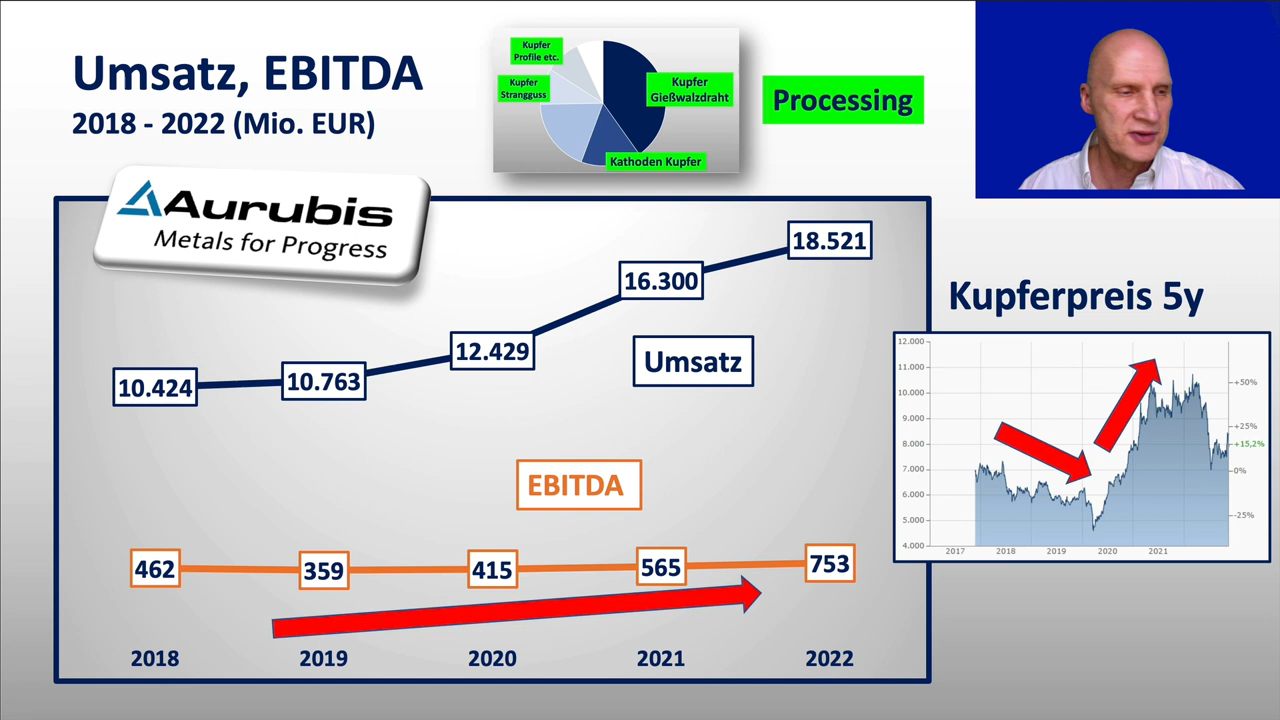 Umsatz, EBITDA
2018 - 2022 (Mio. EUR)
Kupfer
Profile etc.
Kupfer
Strangguss
Kupfer
Gießwalzdraht
Kathoden Kupfer
Processing
Aurubis
Metals for Progress
10.424
10.763
12.429
16.300
18.521
Umsatz
EBITDA
462
359
415
565
753
2018
2019
2020
2021
2022
Kupferpreis 5y
12.000
11.000
10.000
9.000
8.000
7.000
6.000
5.000
4.000
+50%
+25%
+15,2%
0%
-25%
2017
2018
2019
2020
2021